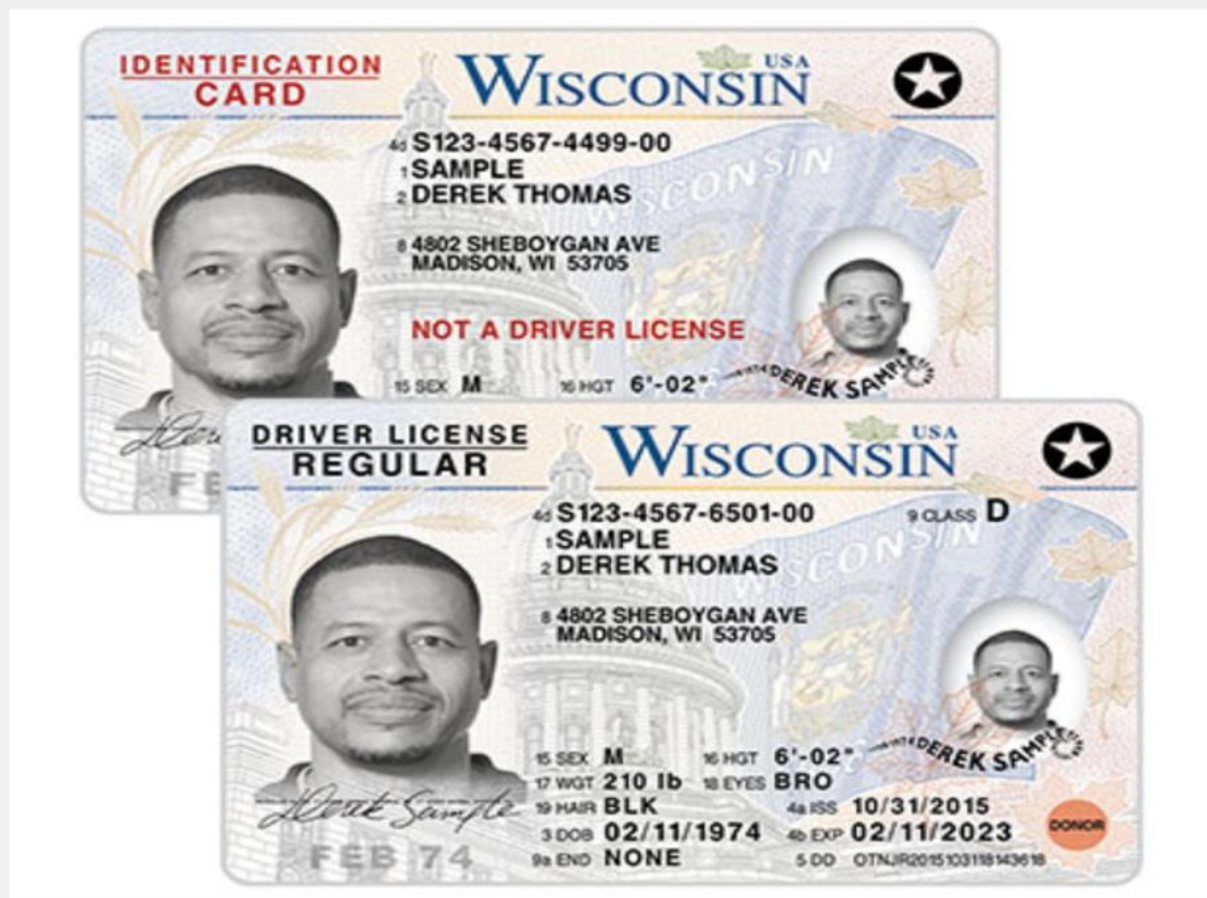 IDENTIFICATION
CARD
WISCONSIN USA
4d S123-4567-4499-00
1 SAMPLE
2 DEREK THOMAS
8 4802 SHEBOYGAN AVE
MADISON, WI 53705
WISCONSIN
NOT A DRIVER LICENSE
15 SEX M 16 HGT 6'-02"
DEREK SAMPLE
FE
DRIVER LICENSE
REGULAR
WISCONSIN USA
4d S123-4567-6501-00 9 CLASS D
1 SAMPLE
2 DEREK THOMAS
WISCONSIN
8 4802 SHEBOYGAN AVE
MADISON, WI 53705
15 SEX M 16 HGT 6'-02"
DEREK SAMPLE
17 WGT 210 lb 18 EYES BRO
Derek Sample
19 HAIR BLK 4a ISS 10/31/2015
3 DOB 02/11/1974 4b EXP 02/11/2023
DONOR
FEB 74
9a END NONE 5 DD OTNJR2015103118143618